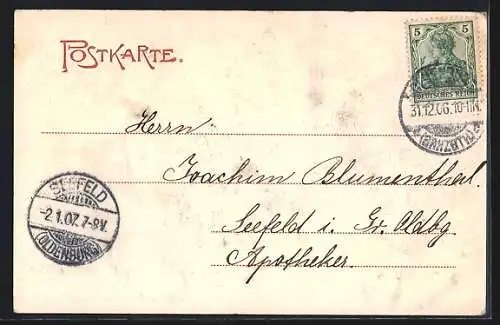 POSTKARTE.
5 5
DEUTSCHES REICH
31.12.06.10-11N.
Herrn
Joachim Blumenthal.
Seefeld i. Gr. Oldbg
Apotheker.
SEEFELD
-2.1.07.7-8V.
(OLDENBURG)